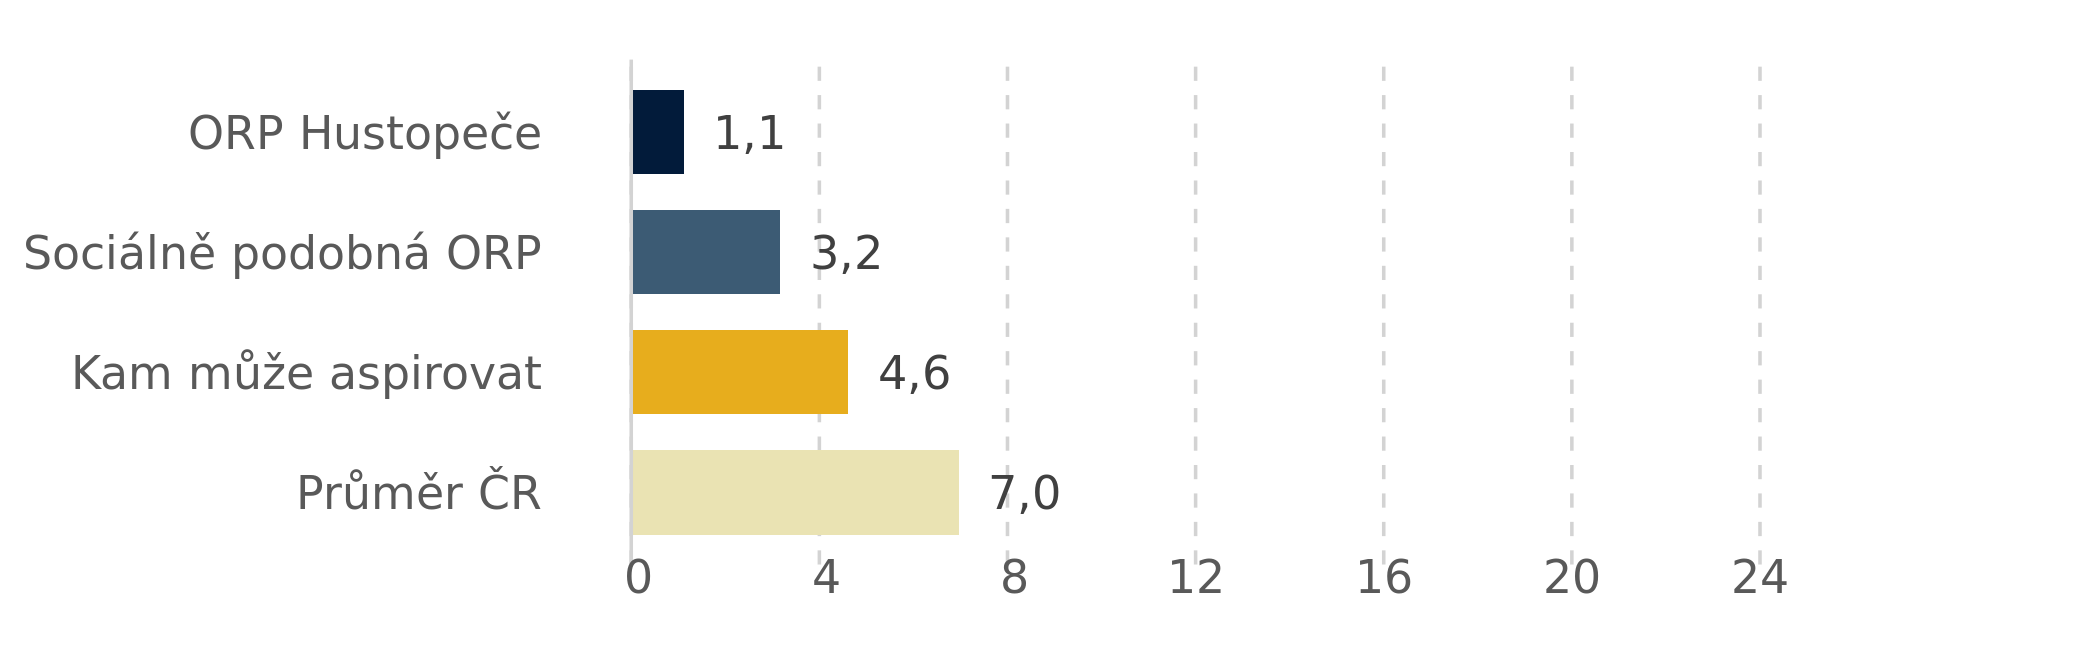 ORP Hustopeče 1,1
Sociálně podobná ORP 3,2
Kam může aspirovat 4,6
Průměr ČR 7,0
0 4 8 12 16 20 24